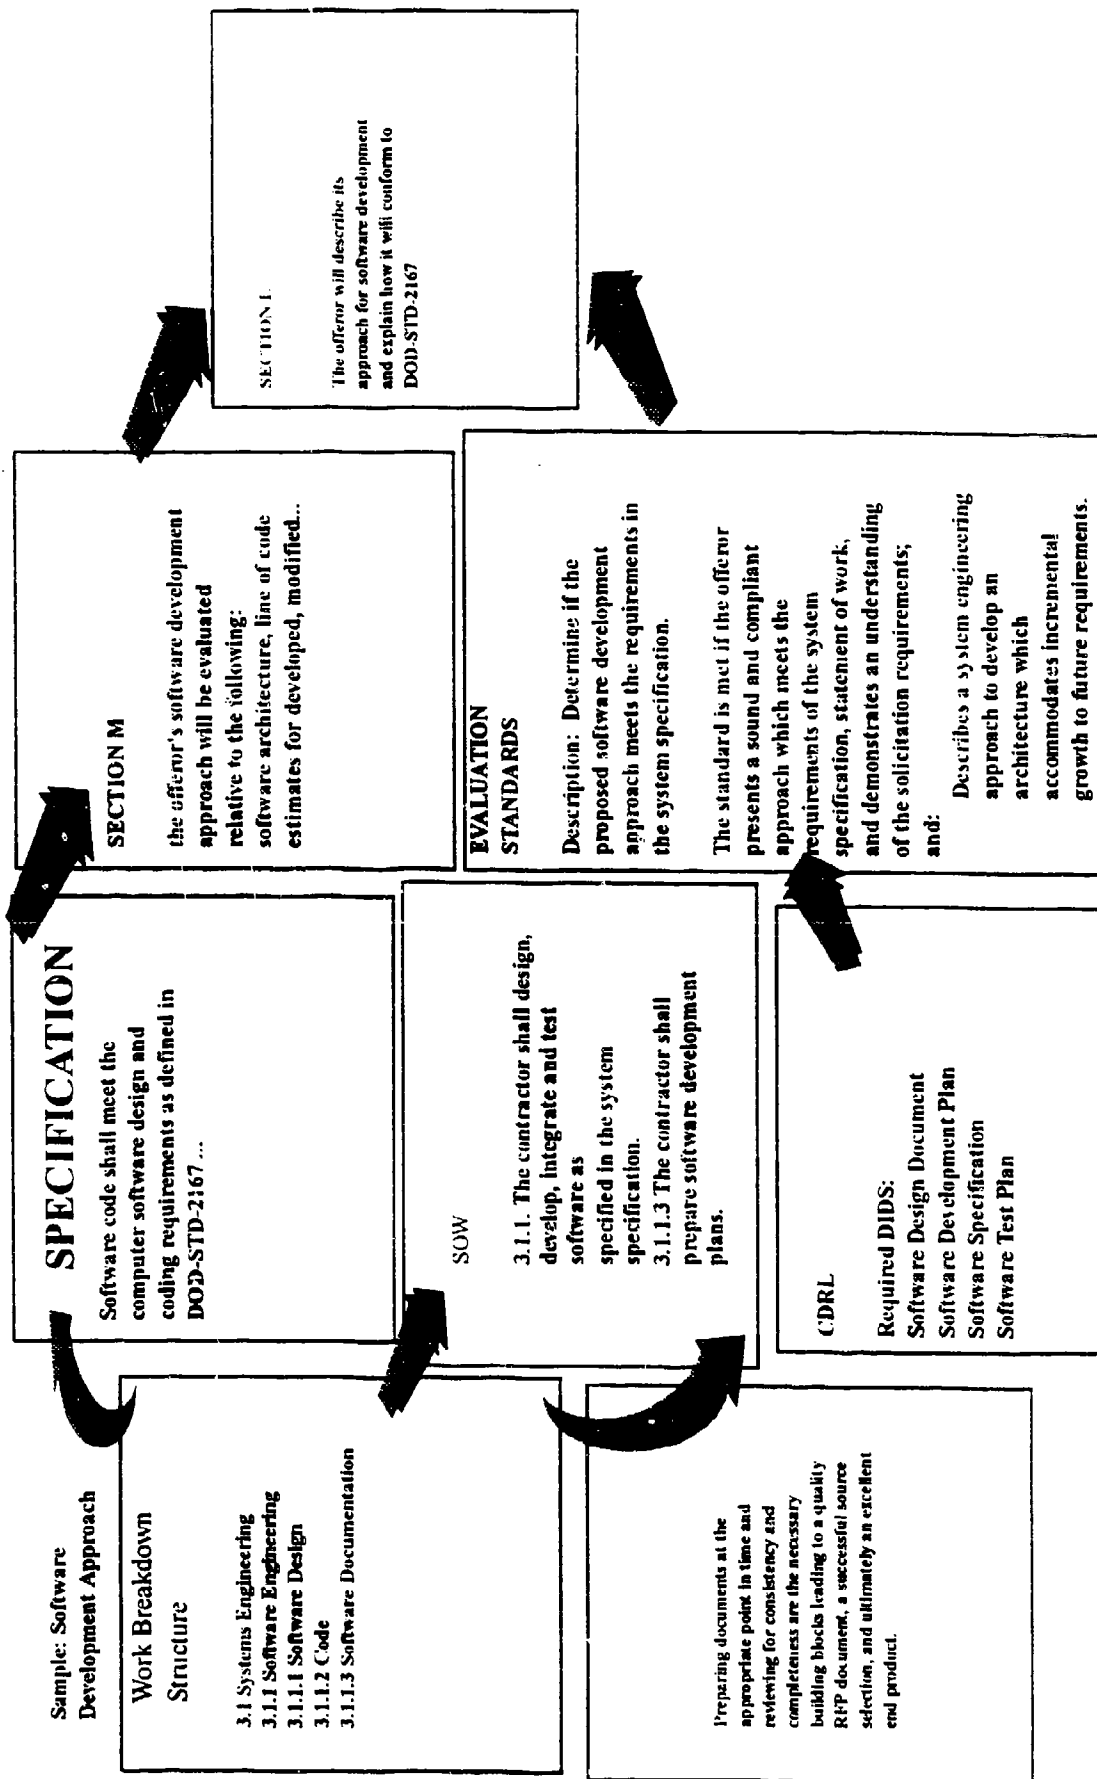 Sample: Software
Development Approach
Work Breakdown
Structure
3.1 Systems Engineering
3.1.1 Software Engineering
3.1.1.1 Software Design
3.1.1.2 Code
3.1.1.3 Software Documentation
Preparing documents at the
appropriate point in time and
reviewing for consistency and
completeness are the necessary
building blocks leading to a quality
RFP document, a successful source
selection, and ultimately an excellent
end product.
SPECIFICATION
Software code shall meet the
computer software design and
coding requirements as defined in
DOD-STD-2167 ...
SOW
3.1.1. The contractor shall design,
develop, integrate and test
software as
specified in the system
specification.
3.1.1.3 The contractor shall
prepare software development
plans.
CDRL
Required DIDS:
Software Design Document
Software Development Plan
Software Specification
Software Test Plan
SECTION M
the offeror's software development
approach will be evaluated
relative to the following:
software architecture, line of code
estimates for developed, modified...
EVALUATION
STANDARDS
Description: Determine if the
proposed software development
approach meets the requirements in
the system specification.
The standard is met if the offeror
presents a sound and compliant
approach which meets the
requirements of the system
specification, statement of work,
and demonstrates an understanding
of the solicitation requirements;
and:
Describes a system engineering
approach to develop an
architecture which
accommodates incremental
growth to future requirements.
SECTION L
The offeror will describe its
approach for software development
and explain how it will conform to
DOD-STD-2167